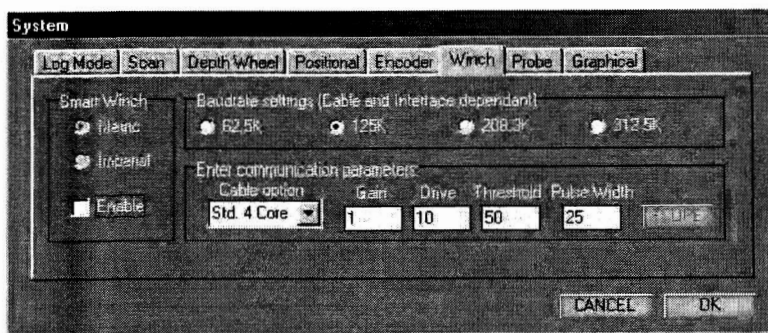 System
Log Mode Scan Depth Wheel Positional Encoder Winch Probe Graphical
Smart Winch
Metric
Imperial
Enable
Baudrate settings (Cable and Interface dependant)
62.5K 125K 208.3K 312.5K
Enter communication parameters
Cable option Gain Drive Threshold Pulse Width
Std. 4 Core 1 10 50 25 SCOPE
CANCEL OK